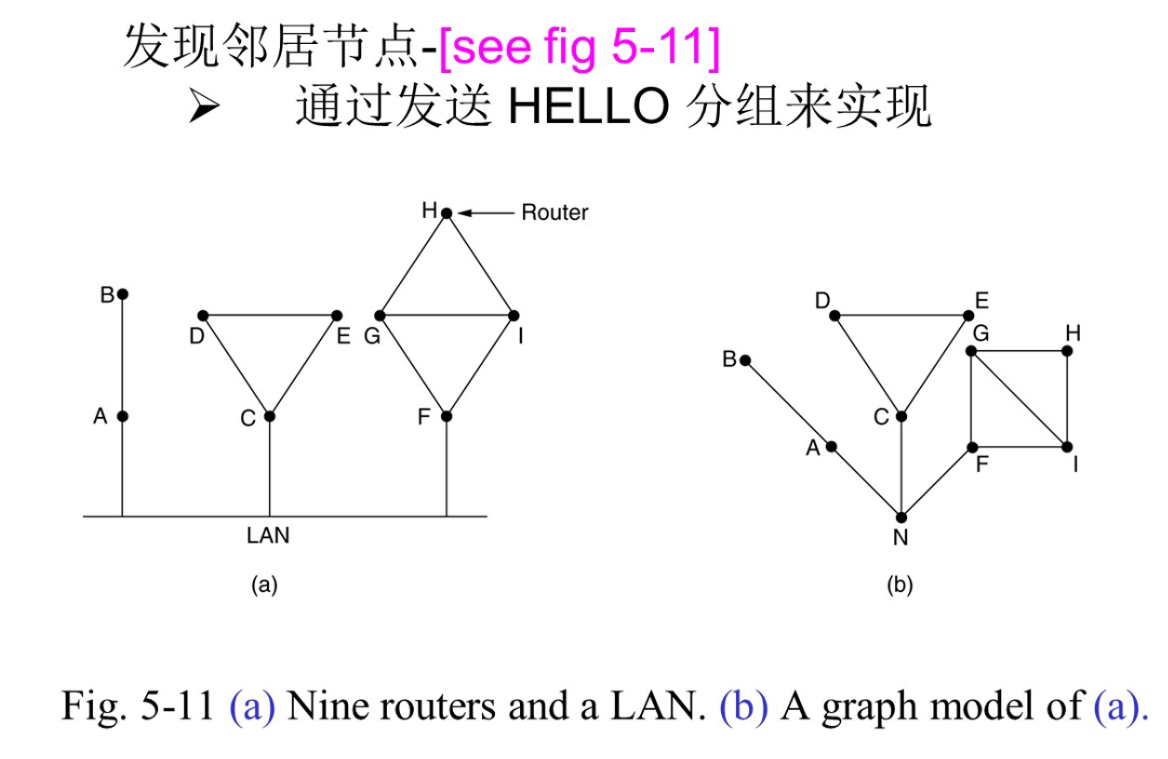 发现邻居节点-[see fig 5-11]
➤ 通过发送 HELLO 分组来实现
H
Router
B
D
E
G
I
A
C
F
LAN
(a)
D
E
G
H
B
C
A
F
I
N
(b)
Fig. 5-11 (a) Nine routers and a LAN. (b) A graph model of (a).